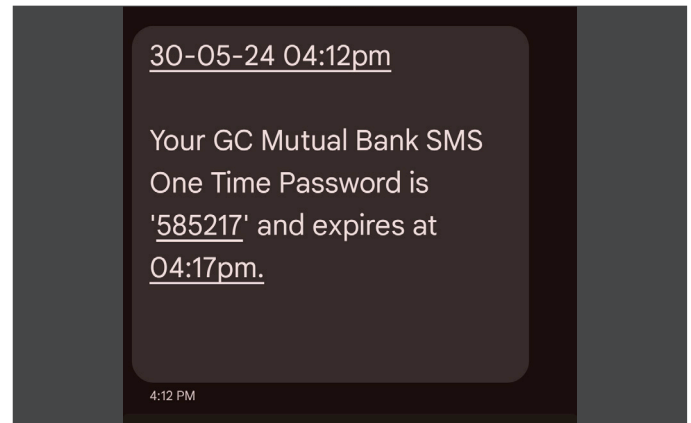 30-05-24 04:12pm
Your GC Mutual Bank SMS
One Time Password is
'585217' and expires at
04:17pm.
4:12 PM